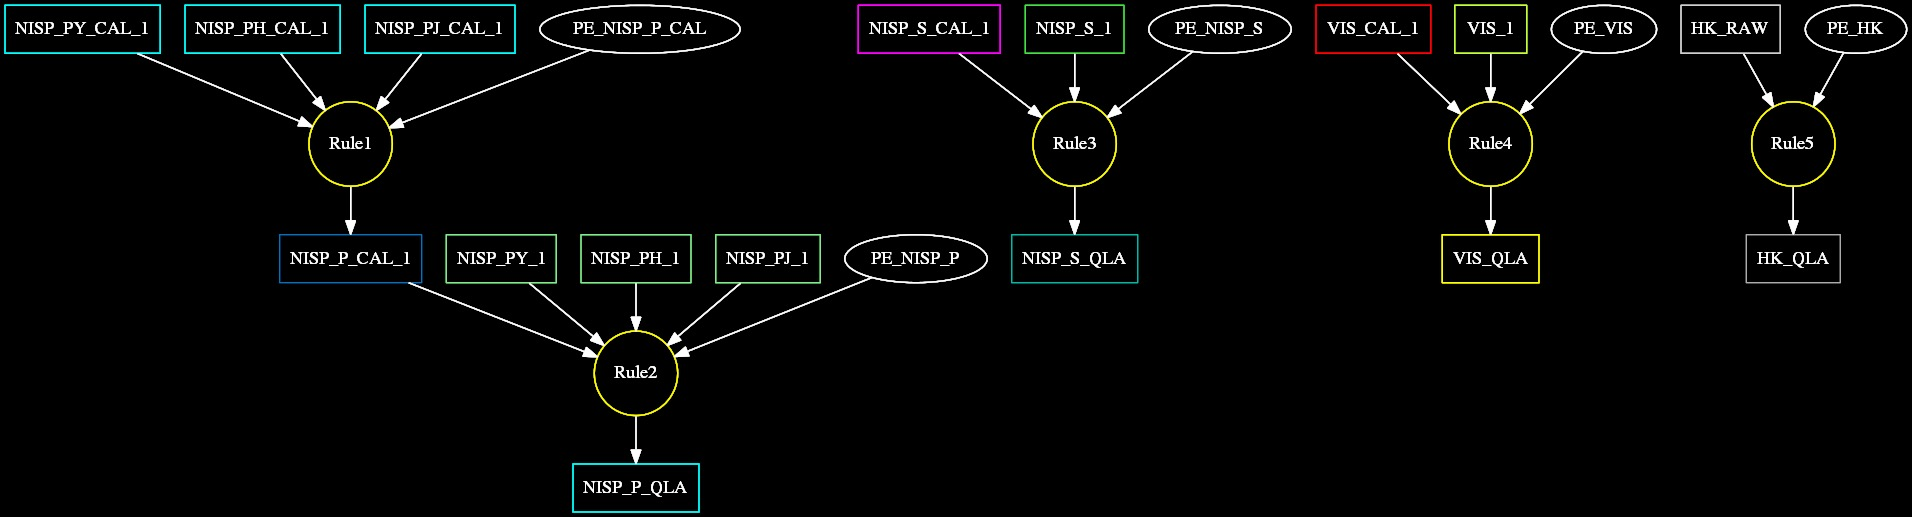 NISP_PY_CAL_1
NISP_PH_CAL_1
NISP_PJ_CAL_1
PE_NISP_P_CAL
NISP_S_CAL_1
NISP_S_1
PE_NISP_S
VIS_CAL_1
VIS_1
PE_VIS
HK_RAW
PE_HK
Rule1
Rule3
Rule4
Rule5
NISP_P_CAL_1
NISP_PY_1
NISP_PH_1
NISP_PJ_1
PE_NISP_P
NISP_S_QLA
VIS_QLA
HK_QLA
Rule2
NISP_P_QLA